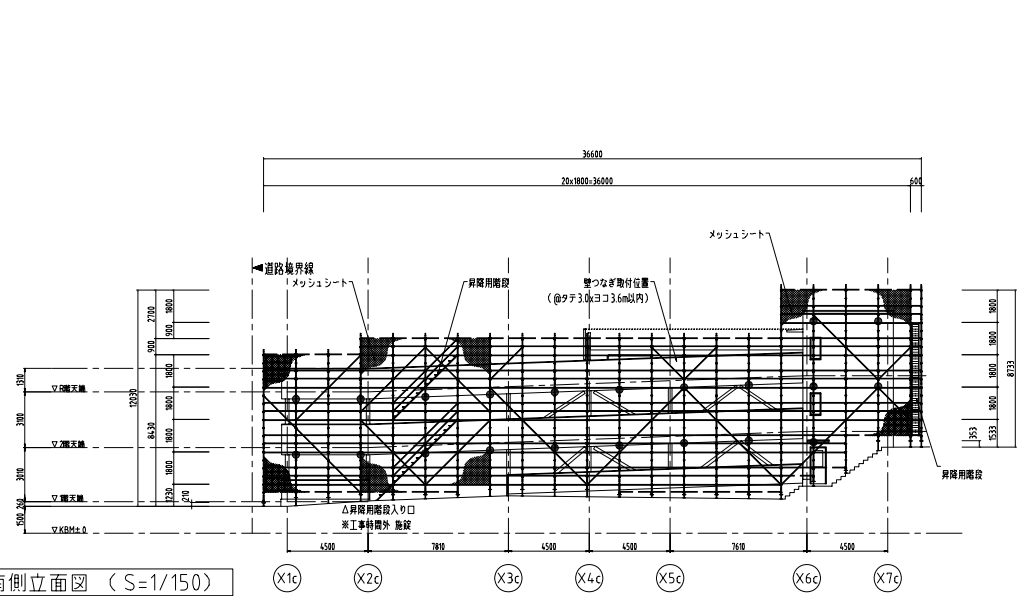 36600
20x1800=36000
600
メッシュシート
道路境界線
メッシュシート
昇降用階段
壁つなぎ取付位置
(@タテ3.0xヨコ3.6m以内)
2700
1800
900
900
1800
12030
1800
8430
1800
1800
1230
210
1310
▽R階天端
3100
▽2階天端
3010
▽1階天端
260
1500
▽KBM±0
1800
1800
1800
1800
353
1533
8733
昇降用階段
△昇降用階段入り口
※工事時間外 施錠
4500
7810
4500
4500
7610
4500
X1c
X2c
X3c
X4c
X5c
X6c
X7c
側立面図 (S=1/150)